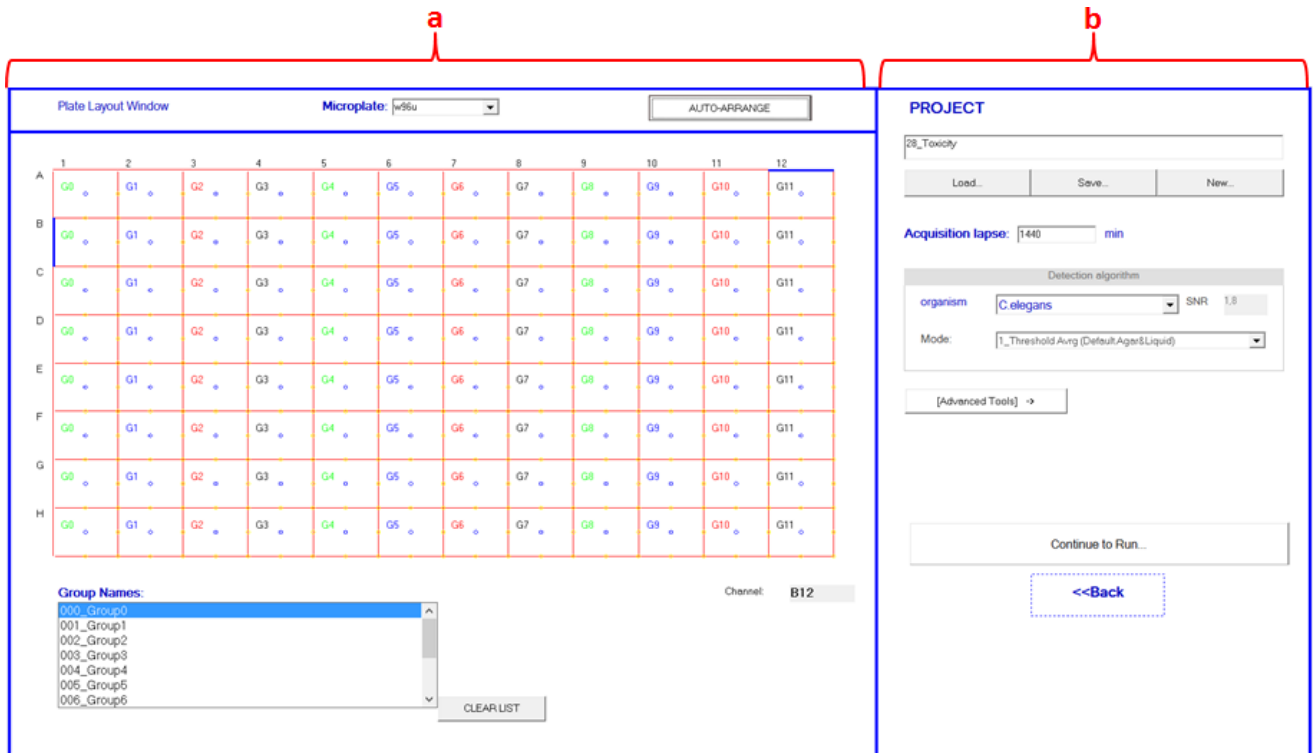 a
b
Plate Layout Window
Microplate: w96u
AUTO-ARRANGE
1 2 3 4 5 6 7 8 9 10 11 12
A G0 G1 G2 G3 G4 G5 G6 G7 G8 G9 G10 G11
B G0 G1 G2 G3 G4 G5 G6 G7 G8 G9 G10 G11
C G0 G1 G2 G3 G4 G5 G6 G7 G8 G9 G10 G11
D G0 G1 G2 G3 G4 G5 G6 G7 G8 G9 G10 G11
E G0 G1 G2 G3 G4 G5 G6 G7 G8 G9 G10 G11
F G0 G1 G2 G3 G4 G5 G6 G7 G8 G9 G10 G11
G G0 G1 G2 G3 G4 G5 G6 G7 G8 G9 G10 G11
H G0 G1 G2 G3 G4 G5 G6 G7 G8 G9 G10 G11
Group Names:
000_Group0
001_Group1
002_Group2
003_Group3
004_Group4
005_Group5
006_Group6
CLEAR LIST
Channel: B12
PROJECT
28_Toxicity
Load... Save... New...
Acquisition lapse: 1440 min
Detection algorithm
organism C.elegans SNR 1,8
Mode: 1_Threshold Avrg (Default Agar&Liquid)
[Advanced Tools] ->
Continue to Run...
<<Back